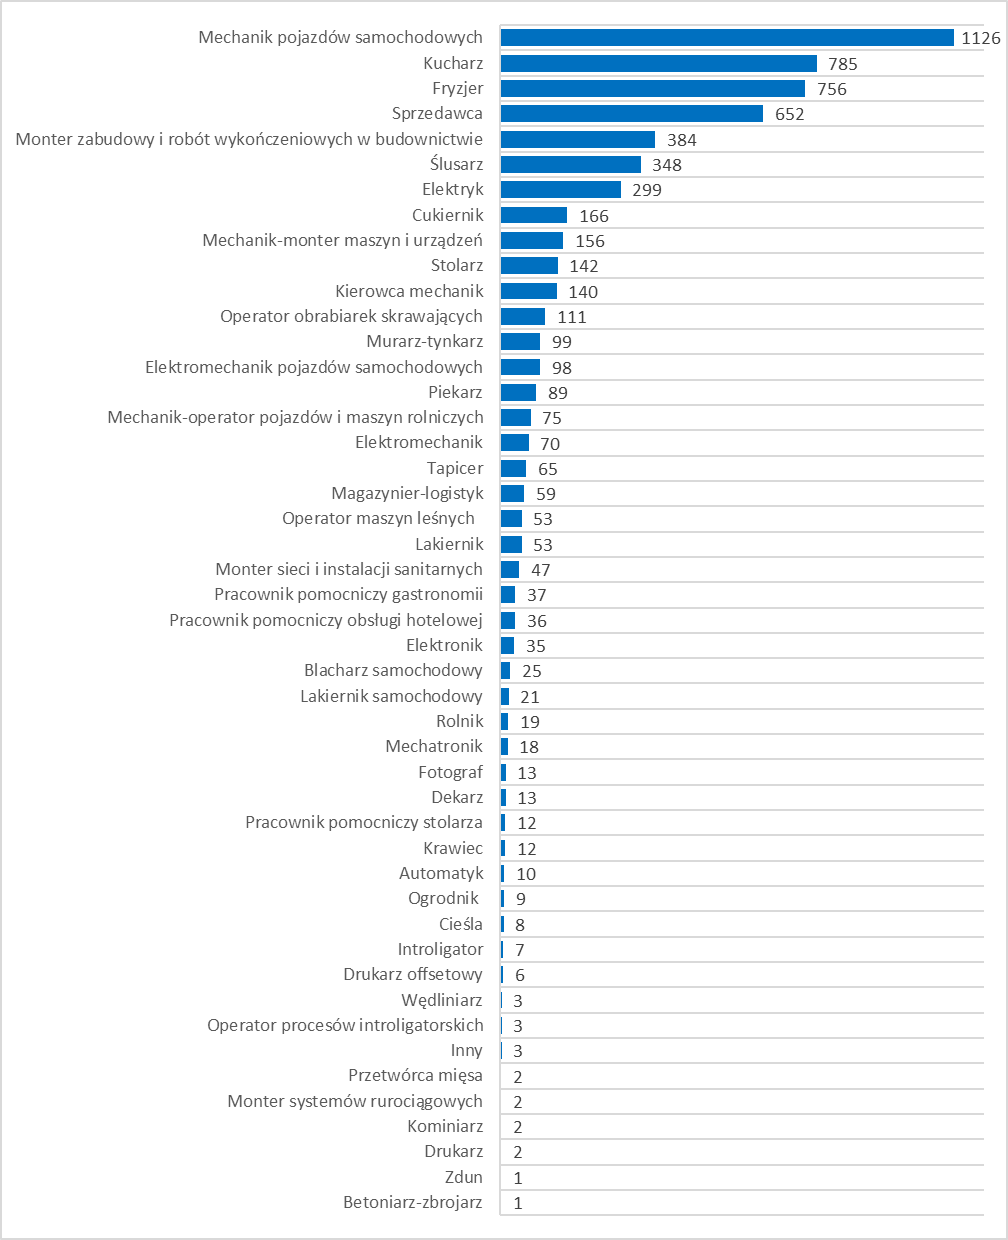 Mechanik pojazdów samochodowych 1126
Kucharz 785
Fryzjer 756
Sprzedawca 652
Monter zabudowy i robót wykończeniowych w budownictwie 384
Ślusarz 348
Elektryk 299
Cukiernik 166
Mechanik-monter maszyn i urządzeń 156
Stolarz 142
Kierowca mechanik 140
Operator obrabiarek skrawających 111
Murarz-tynkarz 99
Elektromechanik pojazdów samochodowych 98
Piekarz 89
Mechanik-operator pojazdów i maszyn rolniczych 75
Elektromechanik 70
Tapicer 65
Magazynier-logistyk 59
Operator maszyn leśnych 53
Lakiernik 53
Monter sieci i instalacji sanitarnych 47
Pracownik pomocniczy gastronomii 37
Pracownik pomocniczy obsługi hotelowej 36
Elektronik 35
Blacharz samochodowy 25
Lakiernik samochodowy 21
Rolnik 19
Mechatronik 18
Fotograf 13
Dekarz 13
Pracownik pomocniczy stolarza 12
Krawiec 12
Automatyk 10
Ogrodnik 9
Cieśla 8
Introligator 7
Drukarz offsetowy 6
Wędliniarz 3
Operator procesów introligatorskich 3
Inny 3
Przetwórca mięsa 2
Monter systemów rurociągowych 2
Kominiarz 2
Drukarz 2
Zdun 1
Betoniarz-zbrojarz 1